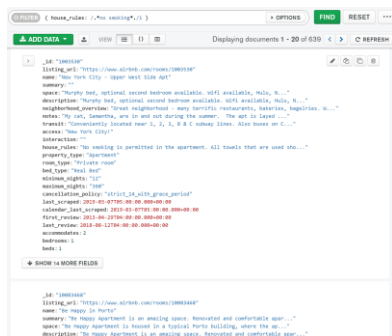 FILTER { house_rules: /.*no smoking*./i } OPTIONS FIND RESET
ADD DATA VIEW {} Displaying documents 1 - 20 of 639 < > REFRESH
_id: "1003530"
listing_url: "https://www.airbnb.com/rooms/1003530"
name: "New York City - Upper West Side Apt"
summary: ""
space: "Murphy bed, optional second bedroom available. Wifi available, Hulu, N..."
description: "Murphy bed, optional second bedroom available. Wifi available, Hulu, N..."
neighborhood_overview: "Great neighborhood - many terrific restaurants, bakeries, bagelries. W..."
notes: "My cat, Samantha, are in and out during the summer. The apt is layed ..."
transit: "Conveniently located near 1, 2, 3, B & C subway lines. Also buses on C..."
access: "New York City!"
interaction: ""
house_rules: "No smoking is permitted in the apartment. All towels that are used sho..."
property_type: "Apartment"
room_type: "Private room"
bed_type: "Real Bed"
minimum_nights: "12"
maximum_nights: "360"
cancellation_policy: "strict_14_with_grace_period"
last_scraped: 2019-03-07T05:00:00.000+00:00
calendar_last_scraped: 2019-03-07T05:00:00.000+00:00
first_review: 2013-04-29T04:00:00.000+00:00
last_review: 2018-08-12T04:00:00.000+00:00
accommodates: 2
bedrooms: 1
beds: 1
SHOW 14 MORE FIELDS
_id: "10083468"
listing_url: "https://www.airbnb.com/rooms/10083468"
name: "Be Happy in Porto"
summary: "Be Happy Apartment is an amazing space. Renovated and comfortable apar..."
space: "Be Happy Apartment is housed in a typical Porto building, where the ap..."
description: "Be Happy Apartment is an amazing space. Renovated and comfortable apar..."